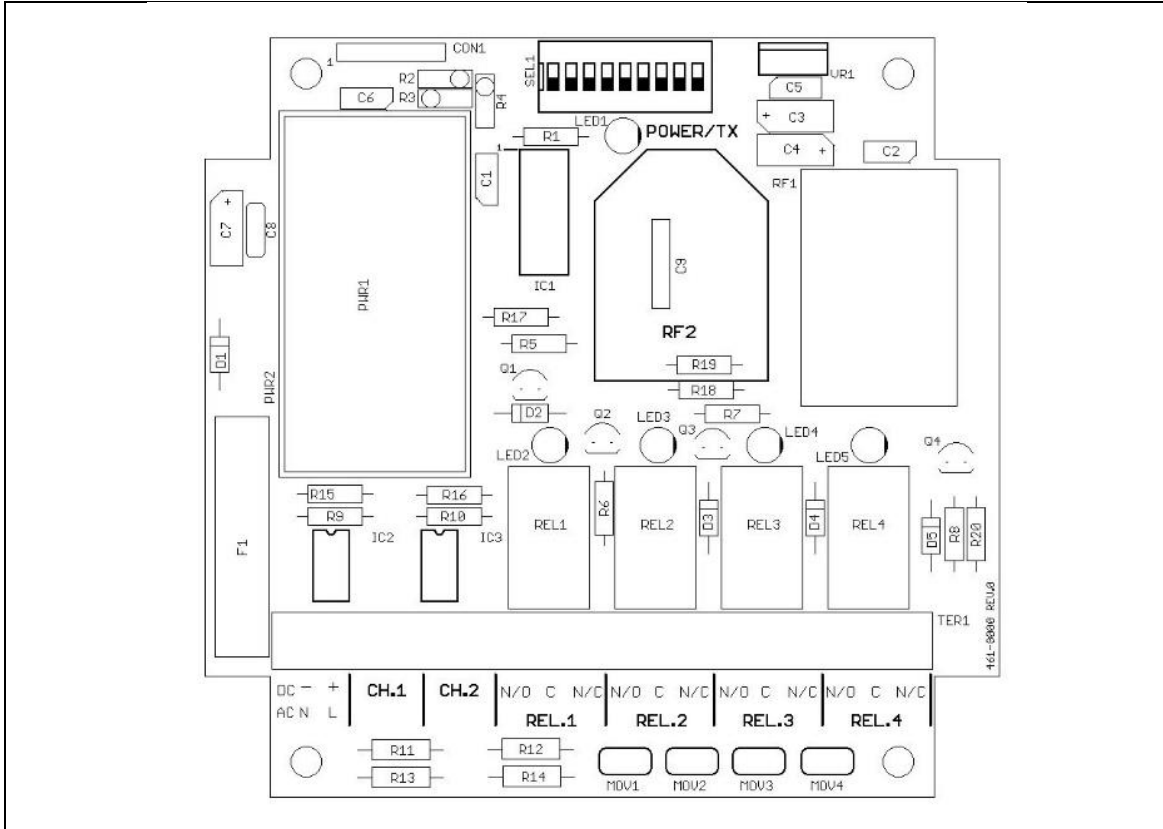 CON1
1
R2
R3
R4
C6
SEL1
VR1
C5
+ C3
C4 +
C2
LED1
POWER/TX
R1
1
C1
RF1
+
C7
C8
PWR1
IC1
C9
RF2
R17
R5
R19
R18
R7
D1
PWR2
Q1
D2
Q2
LED3
Q3
LED4
Q4
LED2
LED5
R15
R16
R9
R10
IC2
IC3
F1
REL1
R6
REL2
D3
REL3
D4
REL4
D5
R8
R20
461-0000 REV.0
TER1
DC − +
AC N L
CH.1
CH.2
N/O C N/C
N/O C N/C
N/O C N/C
N/O C N/C
REL.1
REL.2
REL.3
REL.4
R11
R12
R13
R14
MOV1
MOV2
MOV3
MOV4